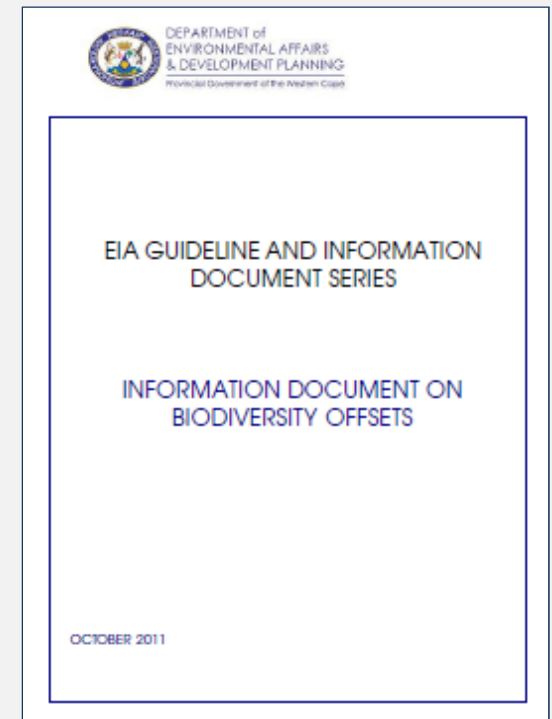 DEPARTMENT of
ENVIRONMENTAL AFFAIRS
& DEVELOPMENT PLANNING
Provincial Government of the Western Cape
EIA GUIDELINE AND INFORMATION
DOCUMENT SERIES
INFORMATION DOCUMENT ON
BIODIVERSITY OFFSETS
OCTOBER 2011